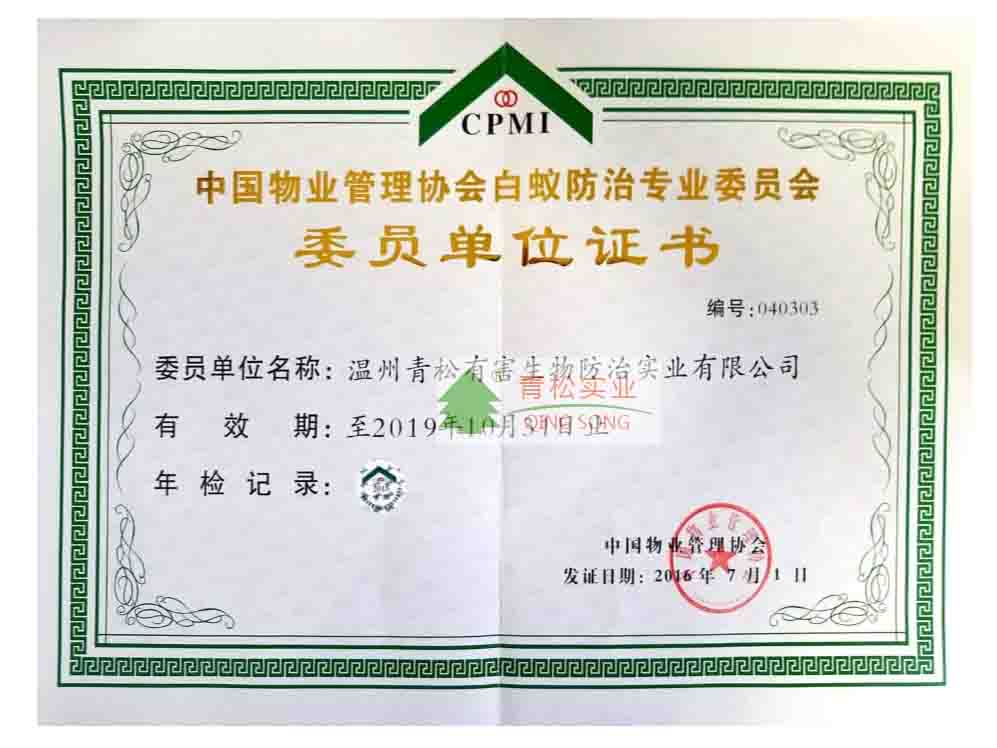 CPMI
中国物业管理协会白蚁防治专业委员会
委员单位证书
编号:040303
委员单位名称: 温州青松有害生物防治实业有限公司
青松实业
QING SONG
有效期: 至2019年10月31日止
年检记录:
中国物业管理协会
发证日期: 2016年7月1日